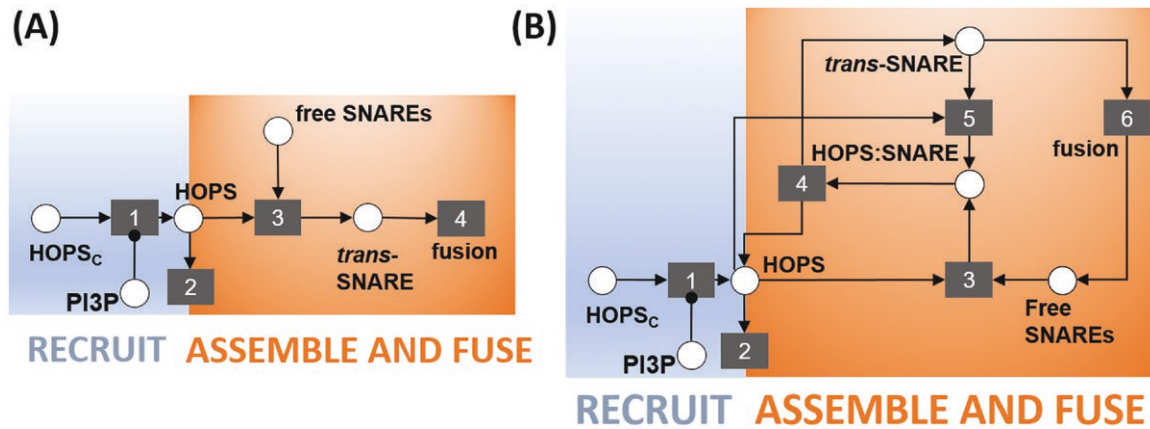 (A)
free SNAREs
HOPS
1
3
4
HOPSC
trans-
SNARE
fusion
PI3P
2
RECRUIT ASSEMBLE AND FUSE
(B)
trans-SNARE
5
6
HOPS:SNARE
fusion
4
HOPS
1
3
HOPSC
Free
SNAREs
2
PI3P
RECRUIT ASSEMBLE AND FUSE